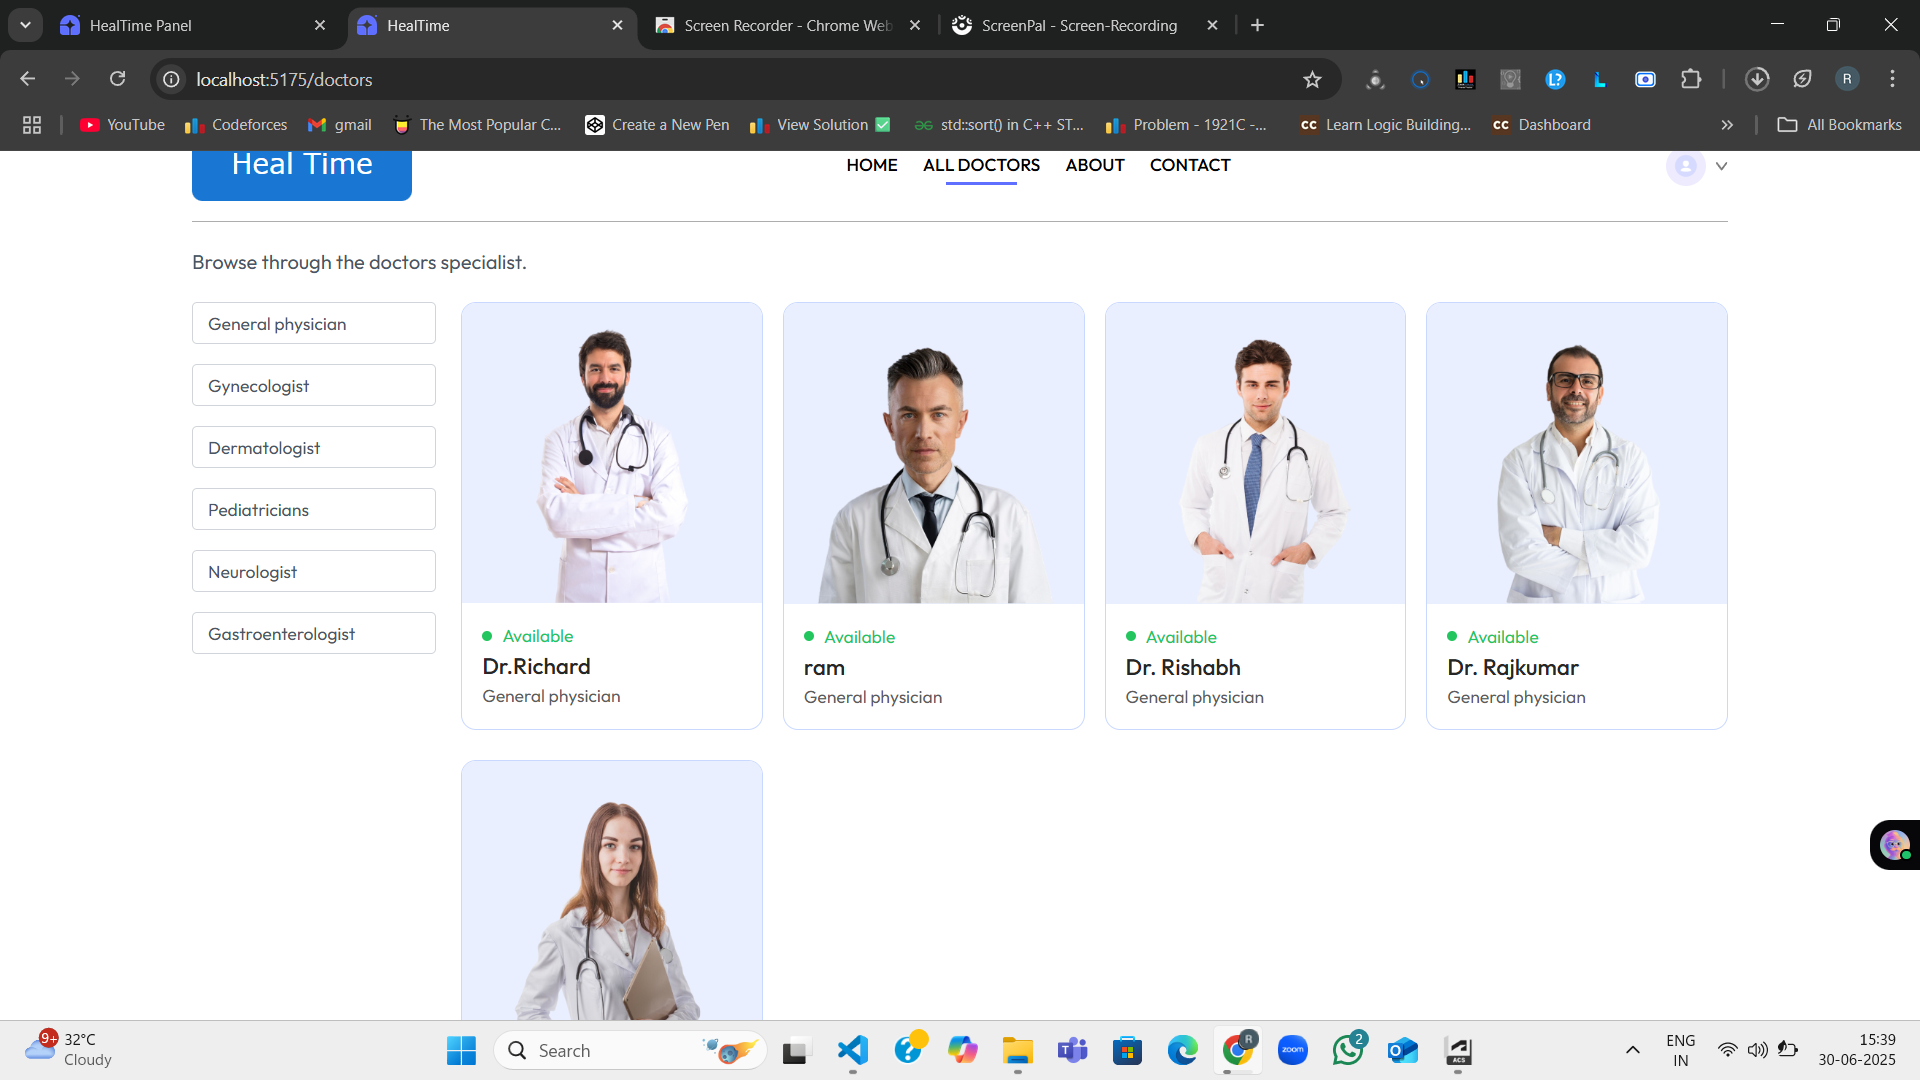 HealTime Panel
HealTime
Screen Recorder - Chrome Web
ScreenPal - Screen-Recording
localhost:5175/doctors
R
YouTube
Codeforces
gmail
The Most Popular C...
Create a New Pen
View Solution ✅
std::sort() in C++ ST...
Problem - 1921C -...
Learn Logic Building...
Dashboard
All Bookmarks
Heal Time
HOME
ALL DOCTORS
ABOUT
CONTACT
Browse through the doctors specialist.
General physician
Gynecologist
Dermatologist
Pediatricians
Neurologist
Gastroenterologist
Available
Dr.Richard
General physician
Available
ram
General physician
Available
Dr. Rishabh
General physician
Available
Dr. Rajkumar
General physician
9+
32°C
Cloudy
Search
R
zoom
2
ACS
ENG
IN
15:39
30-06-2025